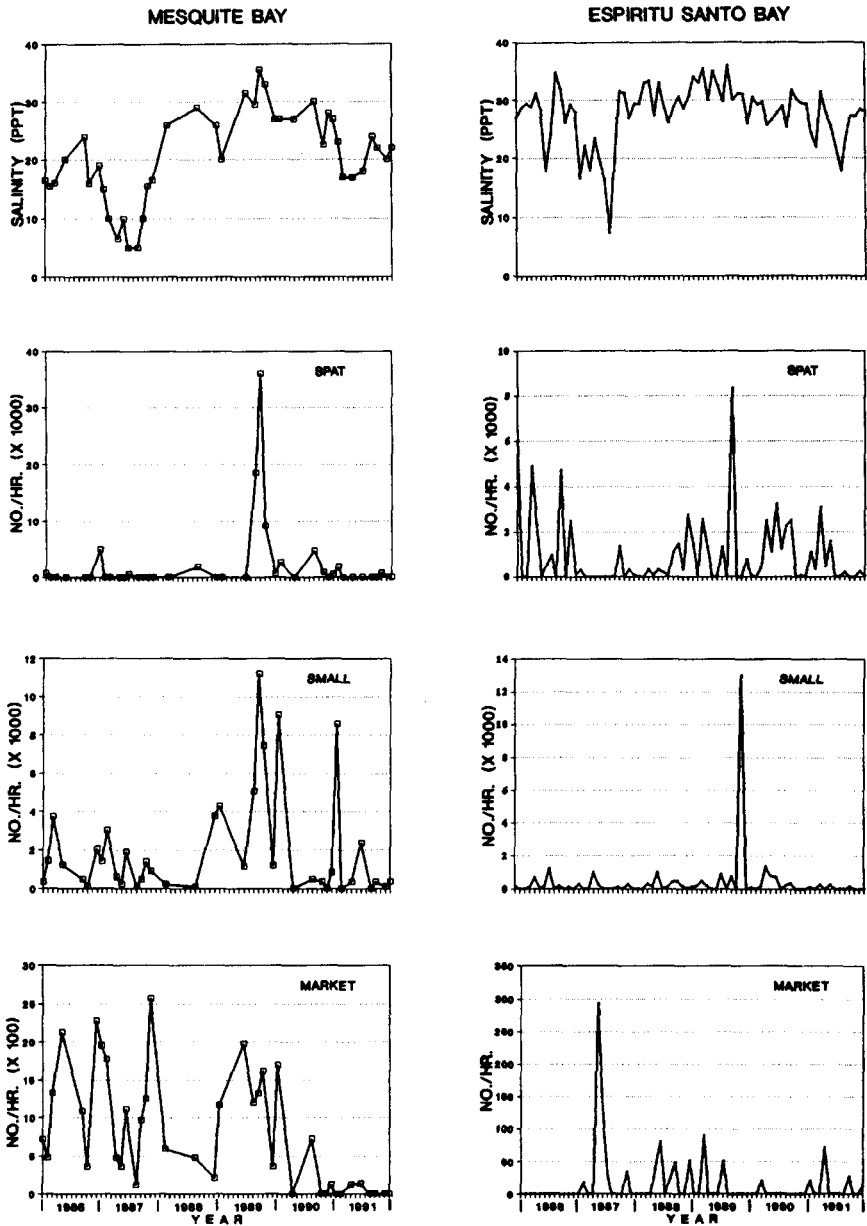 MESQUITE BAY
ESPIRITU SANTO BAY
SALINITY (PPT)
40
30
20
10
0
SALINITY (PPT)
40
30
20
10
0
NO./HR. (X 1000)
40
30
20
10
0
SPAT
NO./HR. (X 1000)
8
6
4
2
0
SPAT
NO./HR. (X 1000)
12
10
8
6
4
2
0
SMALL
NO./HR. (X 1000)
14
12
10
8
6
4
2
0
SMALL
NO./HR. (X 100)
30
25
20
15
10
5
0
MARKET
1986 1987 1988 1989 1990 1991
YEAR
NO./HR.
350
300
250
200
150
100
50
0
MARKET
1986 1987 1988 1989 1990 1991
YEAR